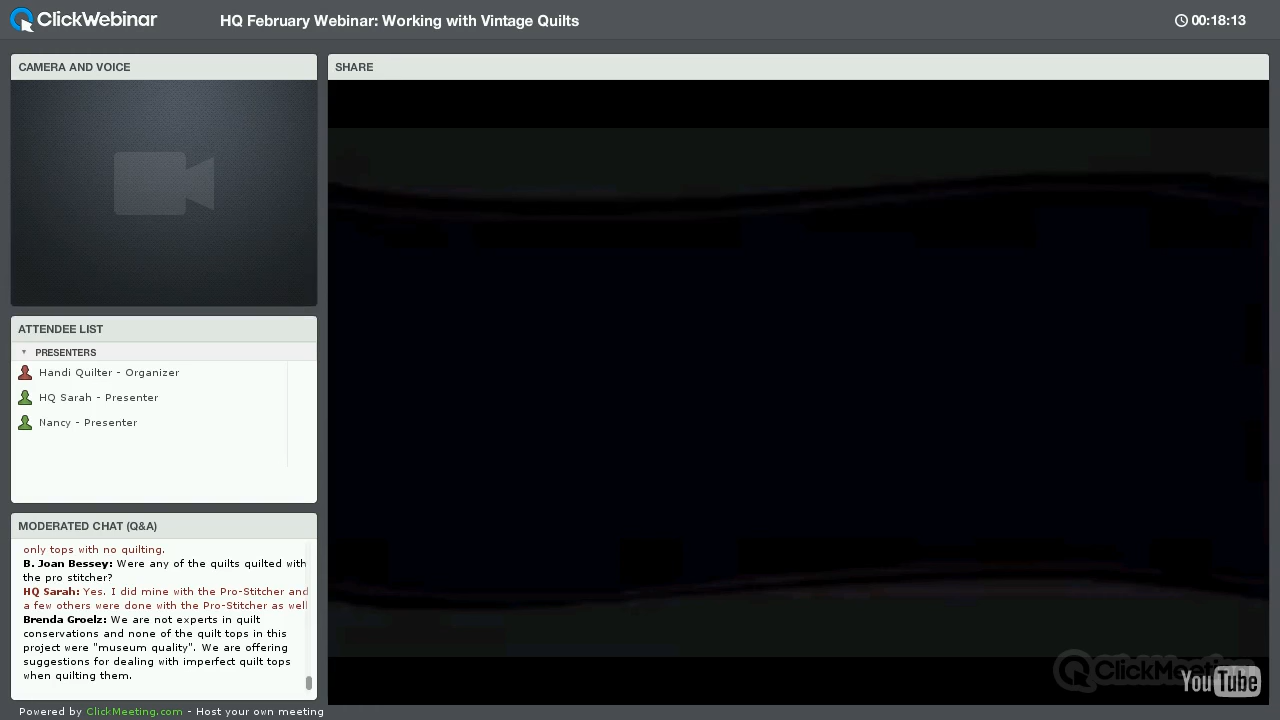 ClickWebinar
HQ February Webinar: Working with Vintage Quilts
00:18:13
CAMERA AND VOICE
SHARE
ATTENDEE LIST
PRESENTERS
Handi Quilter - Organizer
HQ Sarah - Presenter
Nancy - Presenter
MODERATED CHAT (Q&A)
only tops with no quilting.
B. Joan Bessey: Were any of the quilts quilted with
the pro stitcher?
HQ Sarah: Yes. I did mine with the Pro-Stitcher and
a few others were done with the Pro-Stitcher as well
Brenda Groelz: We are not experts in quilt
conservations and none of the quilt tops in this
project were "museum quality". We are offering
suggestions for dealing with imperfect quilt tops
when quilting them.
ClickMeeting
YouTube
Powered by ClickMeeting.com - Host your own meeting